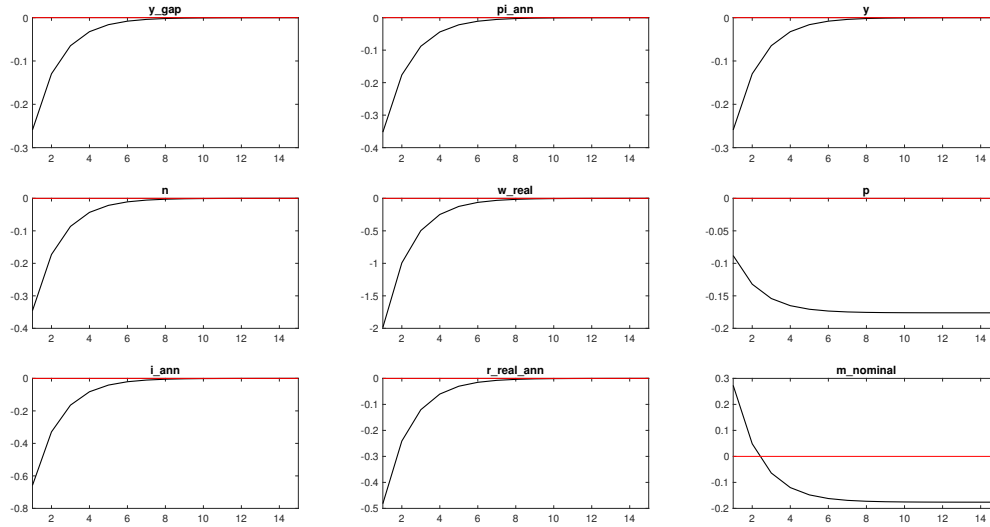 y_gap pi_ann y
0 0 0
-0.1 -0.1 -0.1
-0.2 -0.2 -0.2
-0.3 -0.3 -0.3
-0.4
2 4 6 8 10 12 14 2 4 6 8 10 12 14 2 4 6 8 10 12 14
n w_real p
0 0 0
-0.1 -0.5 -0.05
-0.2 -1 -0.1
-0.3 -1.5 -0.15
-0.4 -2 -0.2
2 4 6 8 10 12 14 2 4 6 8 10 12 14 2 4 6 8 10 12 14
i_ann r_real_ann m_nominal
0 0 0.3
-0.2 -0.1 0.2
-0.4 -0.2 0.1
-0.6 -0.3 0
-0.8 -0.4 -0.1
-0.5 -0.2
2 4 6 8 10 12 14 2 4 6 8 10 12 14 2 4 6 8 10 12 14